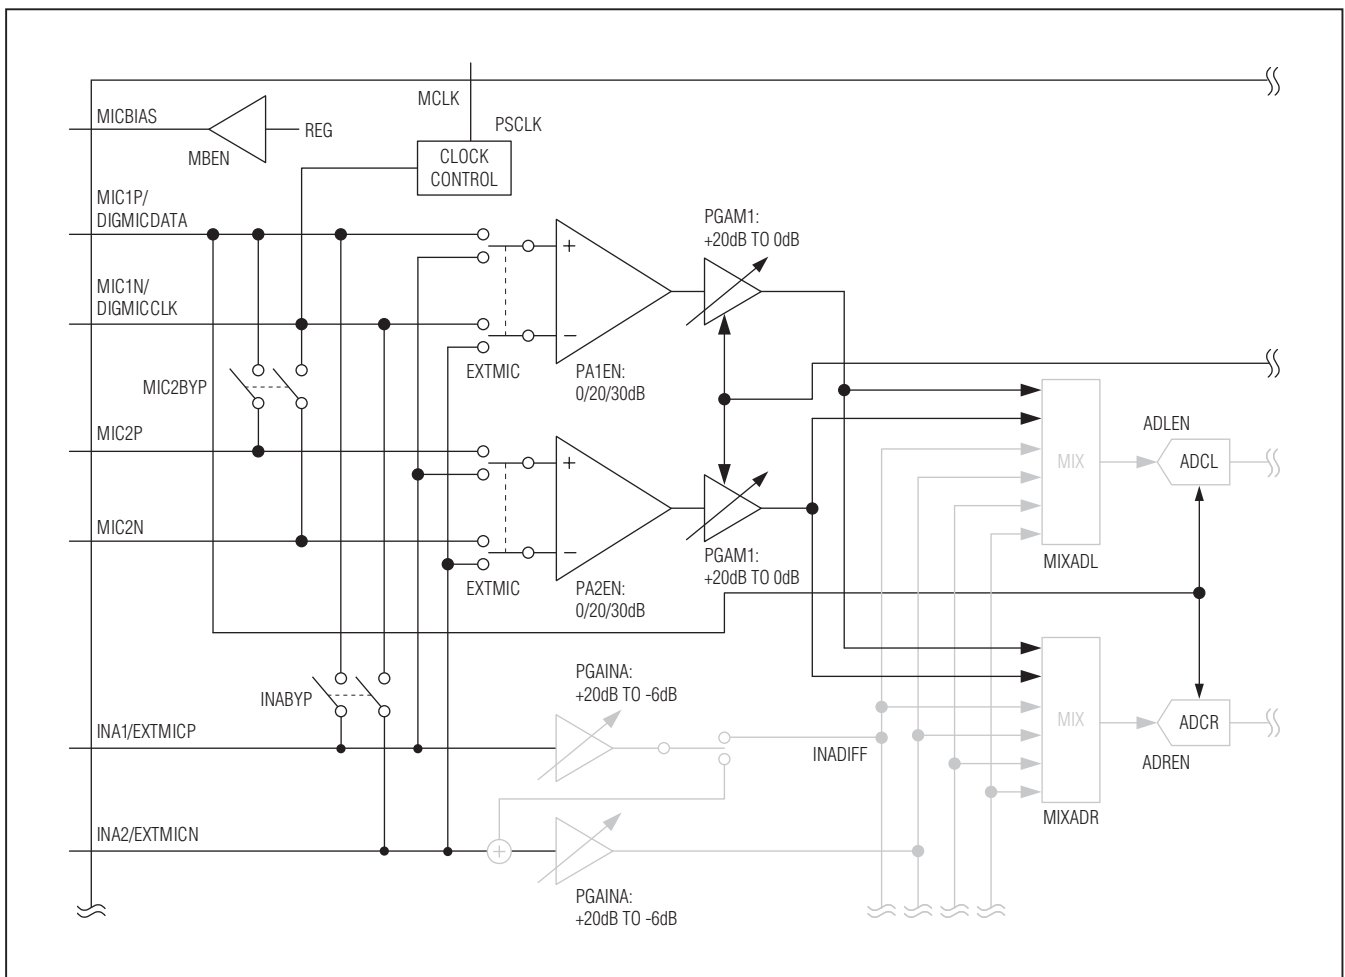 MCLK
MICBIAS
PSCLK
REG
MBEN
CLOCK
CONTROL
MIC1P/
DIGMICDATA
PGAM1:
+20dB TO 0dB
+
MIC1N/
DIGMICCLK
−
EXTMIC
PA1EN:
0/20/30dB
MIC2BYP
MIC2P
ADLEN
+
MIX
ADCL
MIC2N
−
PGAM1:
+20dB TO 0dB
MIXADL
EXTMIC
PA2EN:
0/20/30dB
PGAINA:
+20dB TO -6dB
INABYP
MIX
ADCR
INA1/EXTMICP
INADIFF
ADREN
MIXADR
INA2/EXTMICN
+
PGAINA:
+20dB TO -6dB